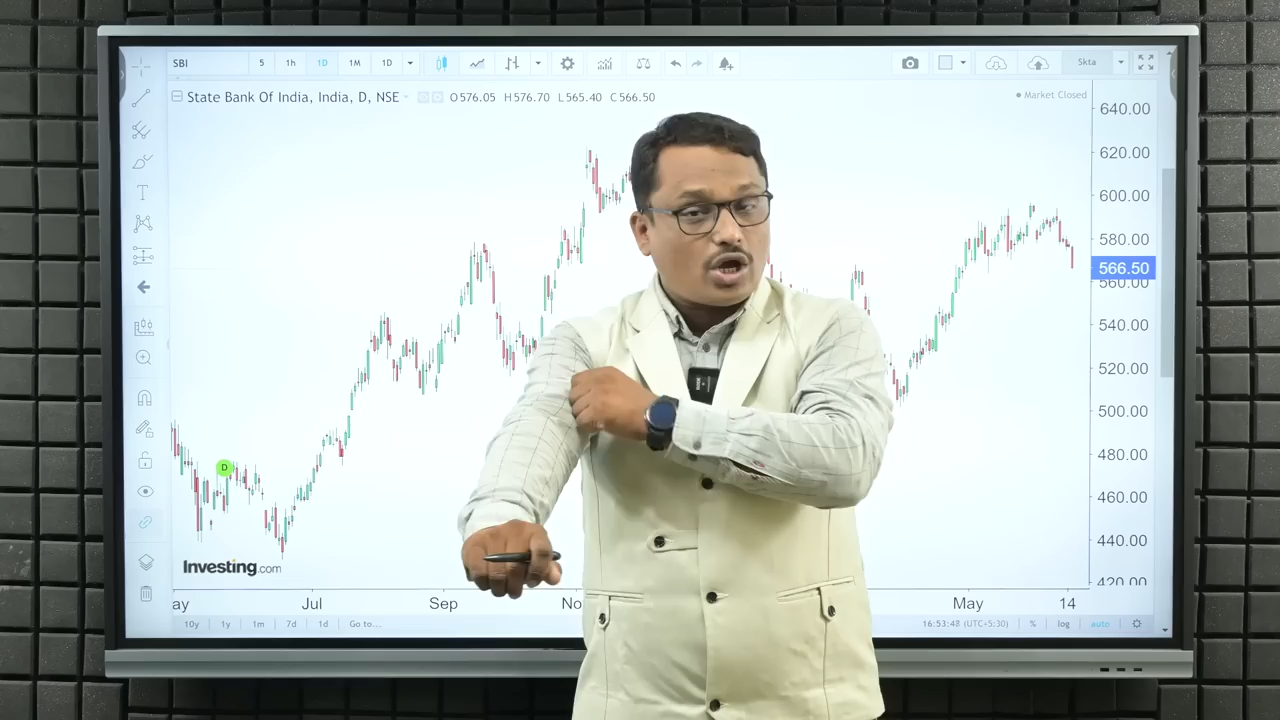 SBI 5 1h 1D 1M 1D Skta
State Bank Of India, India, D, NSE O576.05 H576.70 L565.40 C566.50
Market Closed
640.00
620.00
600.00
580.00
566.50
560.00
540.00
520.00
500.00
480.00
D
460.00
440.00
Investing.com
420.00
ay Jul Sep No May 14
10y 1y 1m 7d 1d Go to... 16:53:48 (UTC+5:30) % log auto